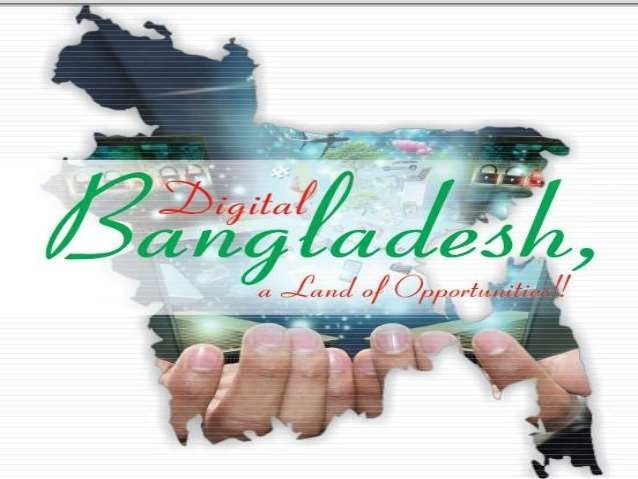 Digital
Bangladesh,
a Land of Opportunities!!